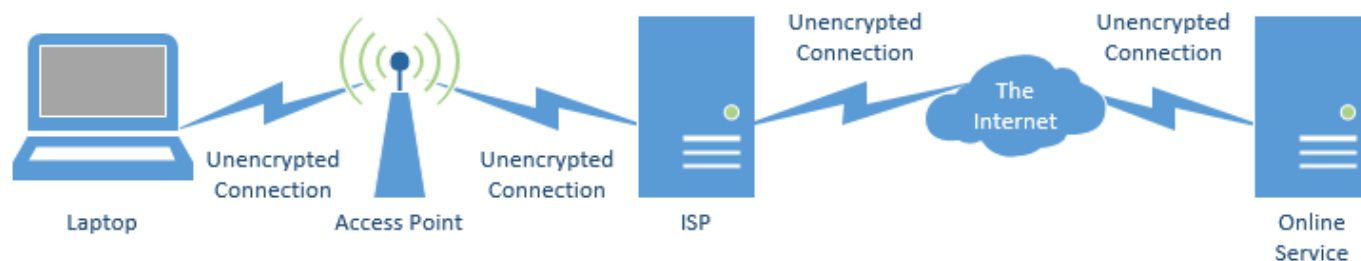 Unencrypted
Connection
Unencrypted
Connection
The
Internet
Unencrypted
Connection
Unencrypted
Connection
Laptop
Access Point
ISP
Online
Service